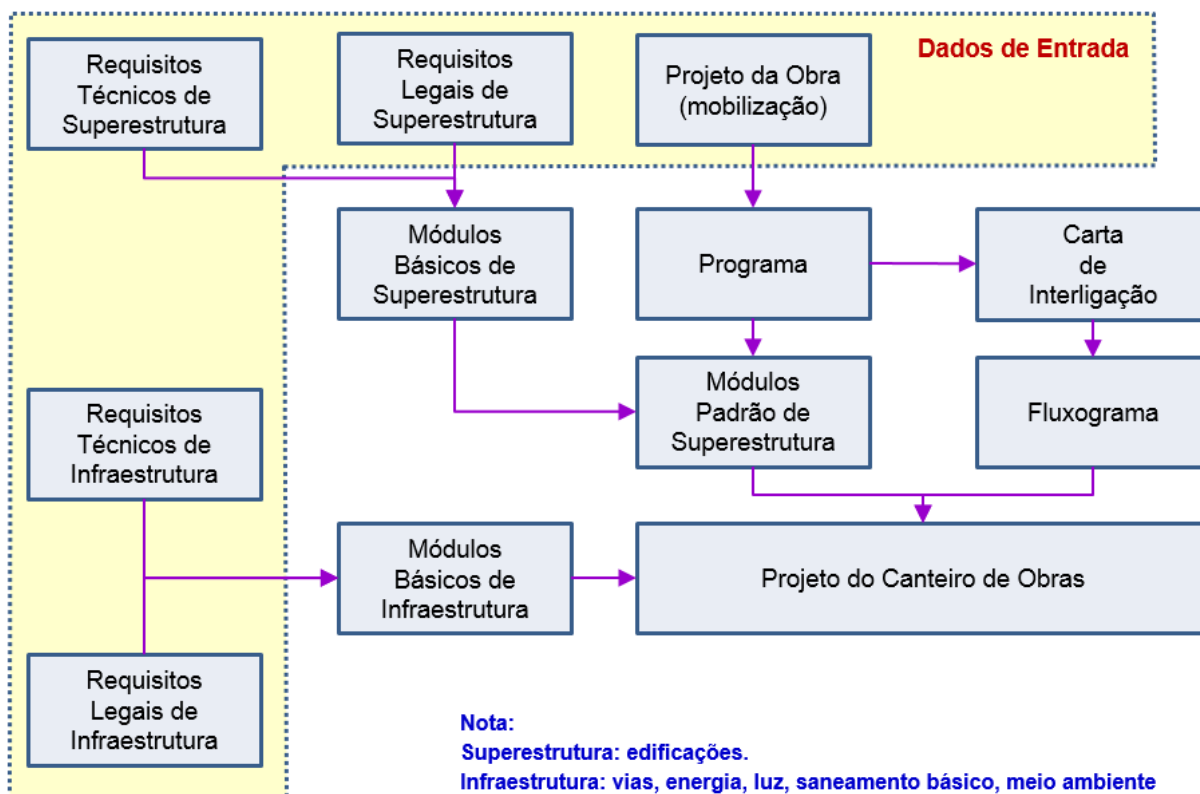 Requisitos
Técnicos de
Superestrutura
Requisitos
Legais de
Superestrutura
Projeto da Obra
(mobilização)
Dados de Entrada
Módulos
Básicos de
Superestrutura
Programa
Carta
de
Interligação
Requisitos
Técnicos de
Infraestrutura
Módulos
Padrão de
Superestrutura
Fluxograma
Módulos
Básicos de
Infraestrutura
Projeto do Canteiro de Obras
Requisitos
Legais de
Infraestrutura
Nota:
Superestrutura: edificações.
Infraestrutura: vias, energia, luz, saneamento básico, meio ambiente